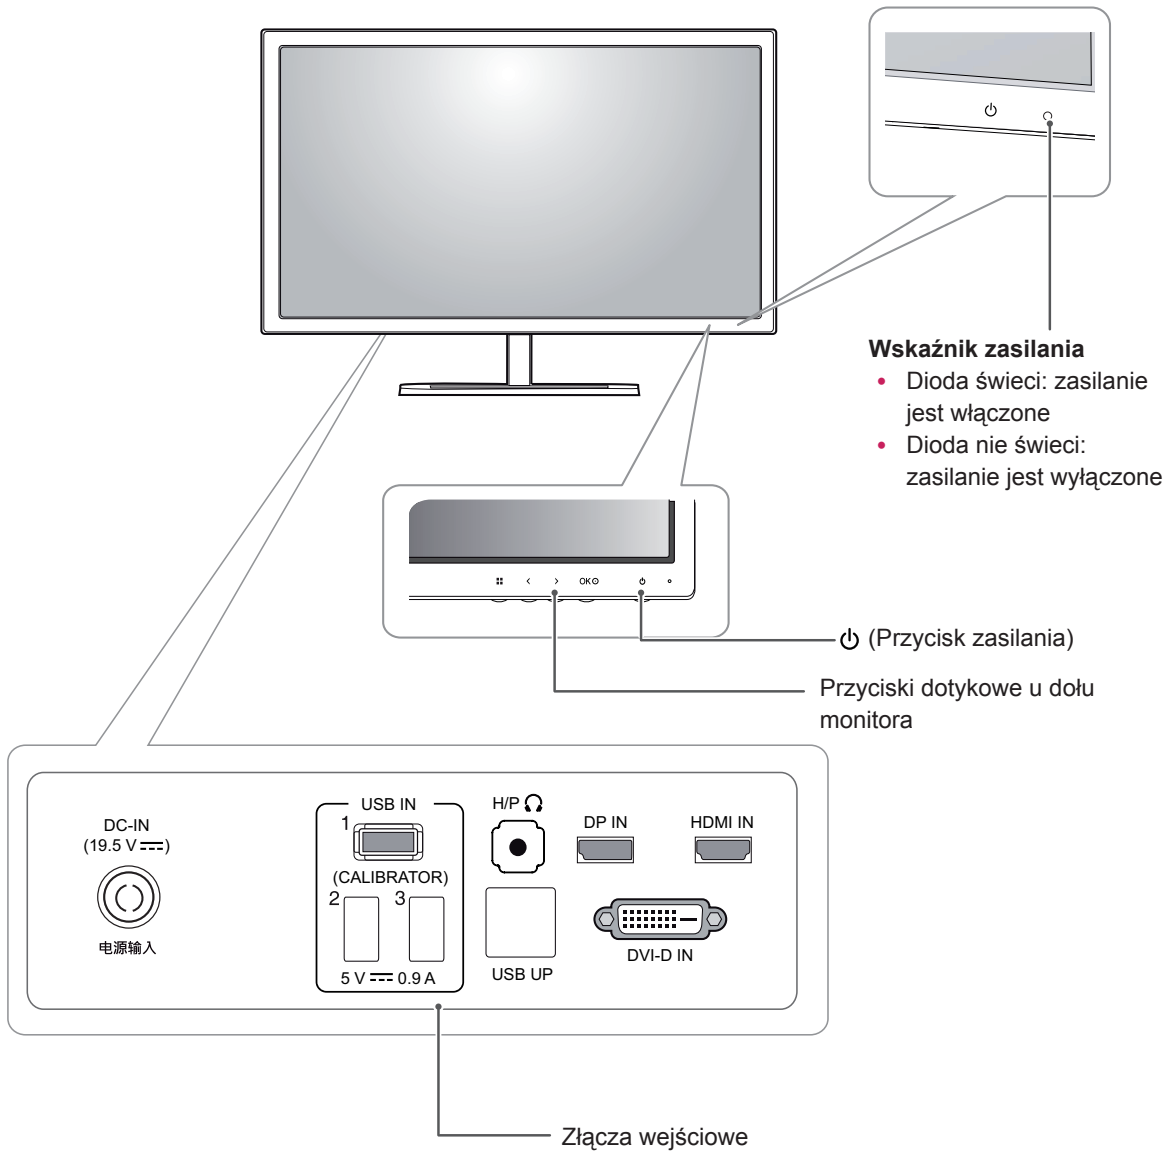 Wskaźnik zasilania
• Dioda świeci: zasilanie
jest włączone
• Dioda nie świeci:
zasilanie jest wyłączone
OK
(Przycisk zasilania)
Przyciski dotykowe u dołu
monitora
DC-IN
(19.5 V ⎓)
电源输入
USB IN
1
(CALIBRATOR)
2 3
5 V ⎓ 0.9 A
H/P
USB UP
DP IN
HDMI IN
DVI-D IN
Złącza wejściowe